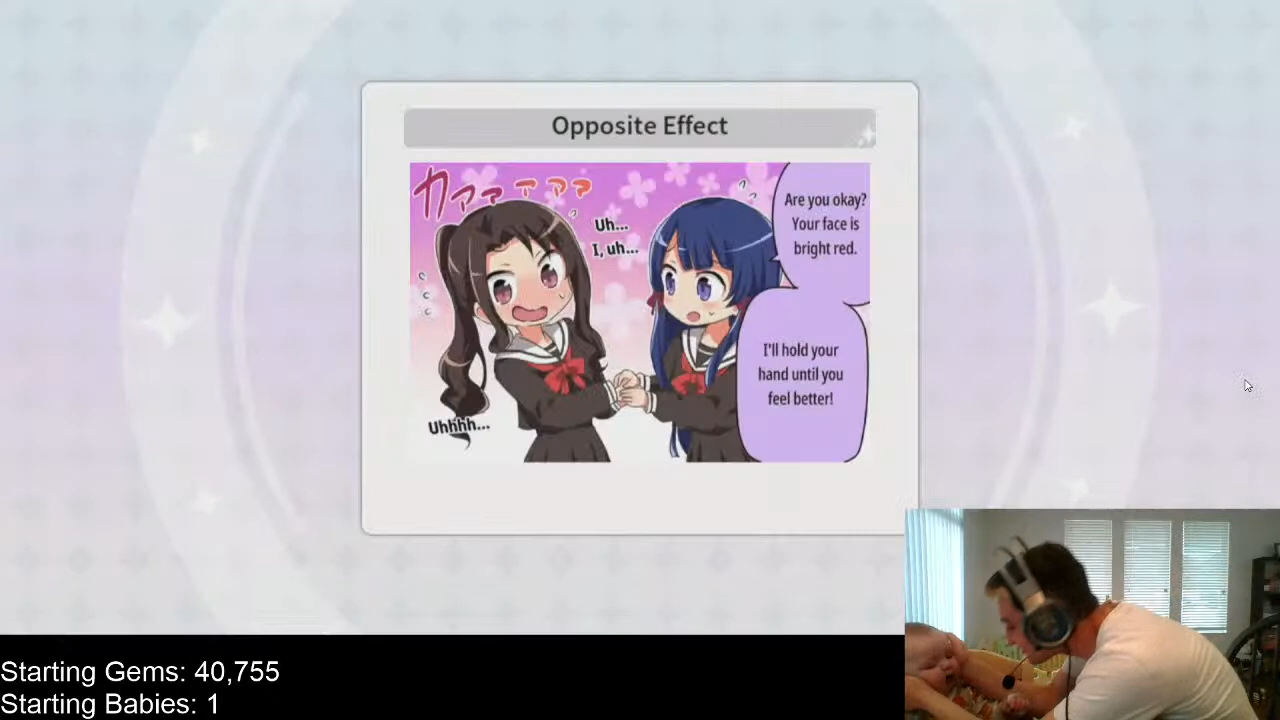 Opposite Effect
カアァァァァ
Uh...
I, uh...
Are you okay?
Your face is
bright red.
I'll hold your
hand until you
feel better!
Uhhhh...
Starting Gems: 40,755
Starting Babies: 1